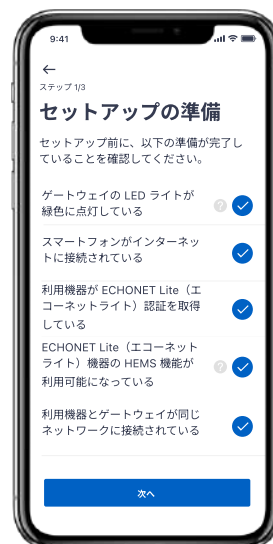 9:41
ステップ 1/3
セットアップの準備
セットアップ前に、以下の準備が完了し
ていることを確認してください。
ゲートウェイの LED ライトが
緑色に点灯している
?
スマートフォンがインターネッ
トに接続されている
利用機器が ECHONET Lite（エ
コーネットライト）認証を取得
している
ECHONET Lite（エコーネット
ライト）機器の HEMS 機能が
利用可能になっている
?
利用機器とゲートウェイが同じ
ネットワークに接続されている
次へ